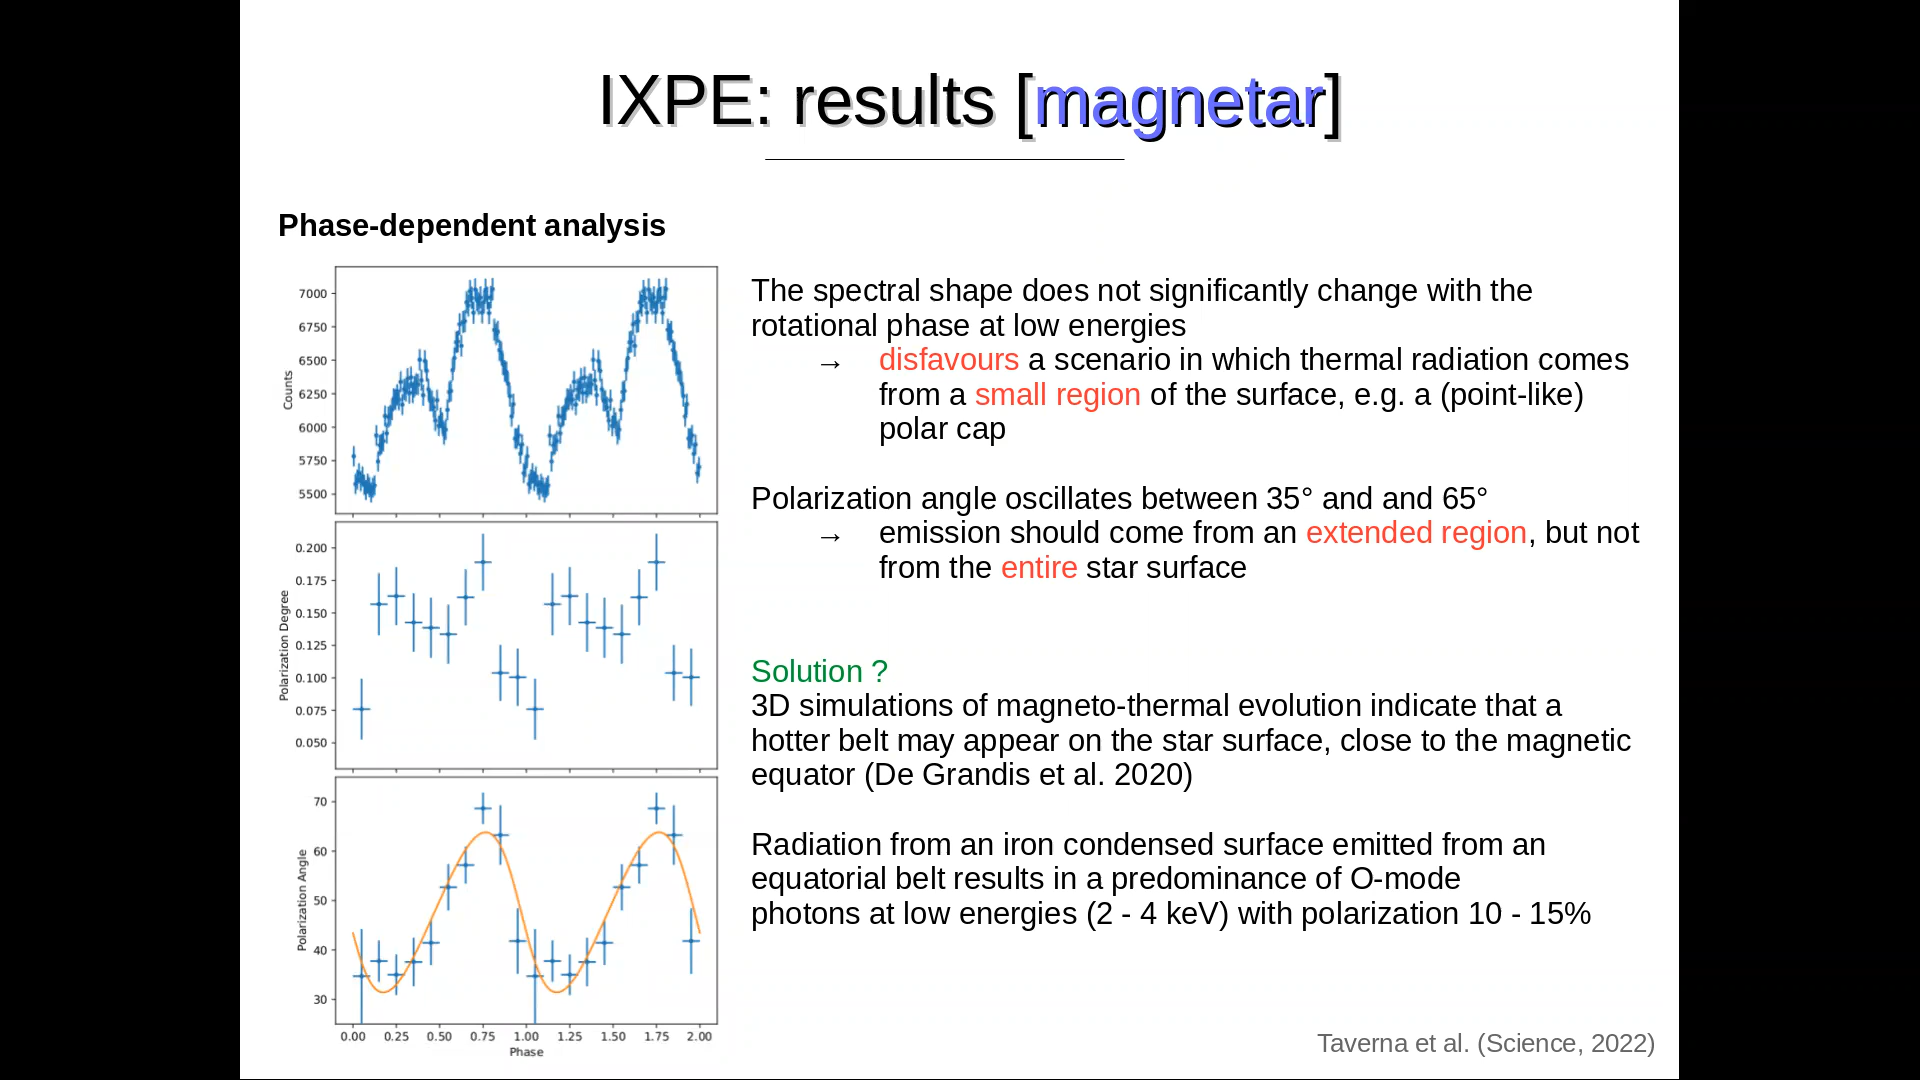 IXPE: results [magnetar]
Phase-dependent analysis
7000
6750
6500
6250
6000
5750
5500
Counts
0.200
0.175
0.150
0.125
0.100
0.075
0.050
Polarization Degree
70
60
50
40
30
Polarization Angle
0.00 0.25 0.50 0.75 1.00 1.25 1.50 1.75 2.00
Phase
The spectral shape does not significantly change with the
rotational phase at low energies
→ disfavours a scenario in which thermal radiation comes
from a small region of the surface, e.g. a (point-like)
polar cap
Polarization angle oscillates between 35° and and 65°
→ emission should come from an extended region, but not
from the entire star surface
Solution ?
3D simulations of magneto-thermal evolution indicate that a
hotter belt may appear on the star surface, close to the magnetic
equator (De Grandis et al. 2020)
Radiation from an iron condensed surface emitted from an
equatorial belt results in a predominance of O-mode
photons at low energies (2 - 4 keV) with polarization 10 - 15%
Taverna et al. (Science, 2022)